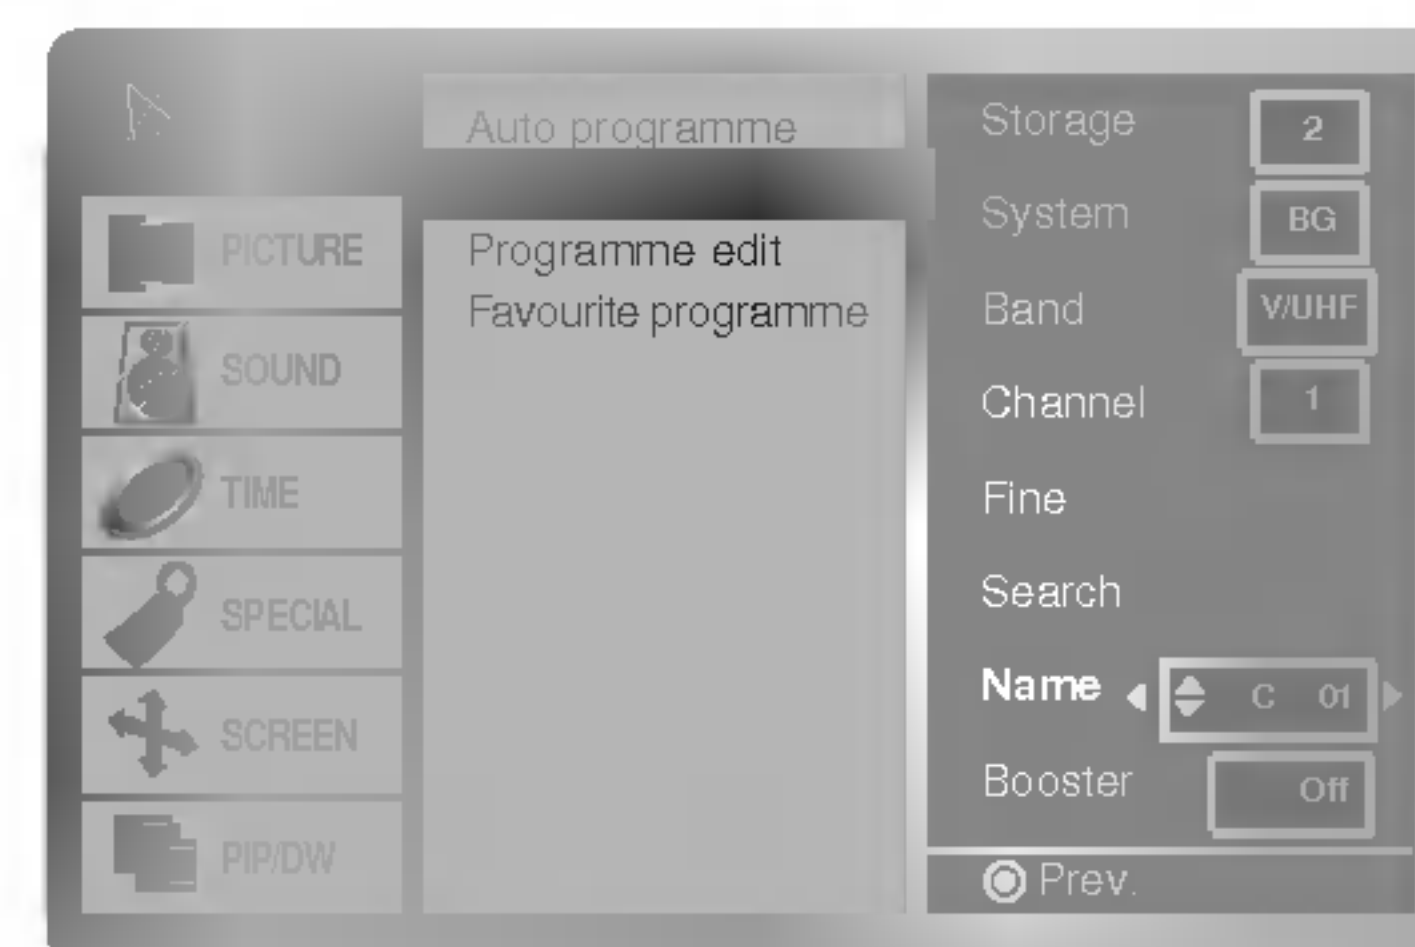 Auto programme
Programme edit
Favourite programme
PICTURE
SOUND
TIME
SPECIAL
SCREEN
PIP/DW
Storage 2
System BG
Band V/UHF
Channel 1
Fine
Search
Name C 01
Booster Off
Prev.